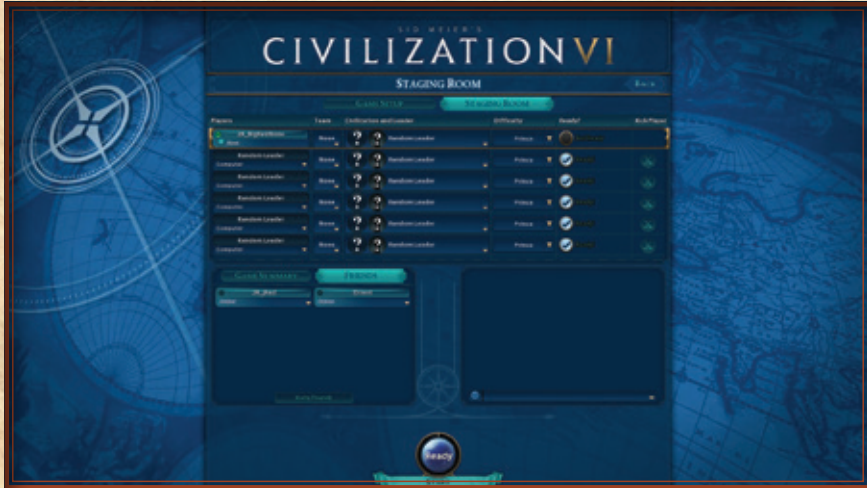 SID MEIER'S
CIVILIZATION VI
STAGING ROOM
BACK
GAME SETUP
STAGING ROOM
Players
Team
Civilization and Leader
Difficulty
Ready?
Kick Player
None
Random Leader
Prince
Random Leader
Computer
None
Random Leader
Prince
Random Leader
Computer
None
Random Leader
Prince
Random Leader
Computer
None
Random Leader
Prince
Random Leader
Computer
None
Random Leader
Prince
Random Leader
Computer
None
Random Leader
Prince
GAME SUMMARY
FRIENDS
Ready